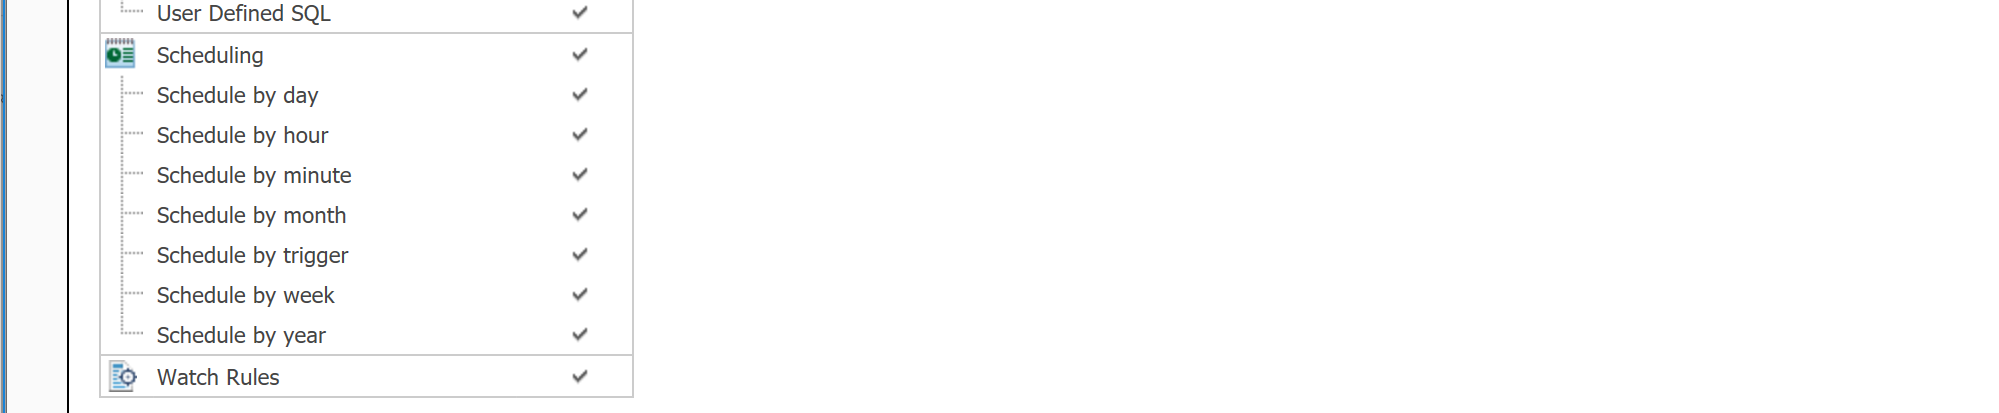 User Defined SQL
Scheduling
Schedule by day
Schedule by hour
Schedule by minute
Schedule by month
Schedule by trigger
Schedule by week
Schedule by year
Watch Rules